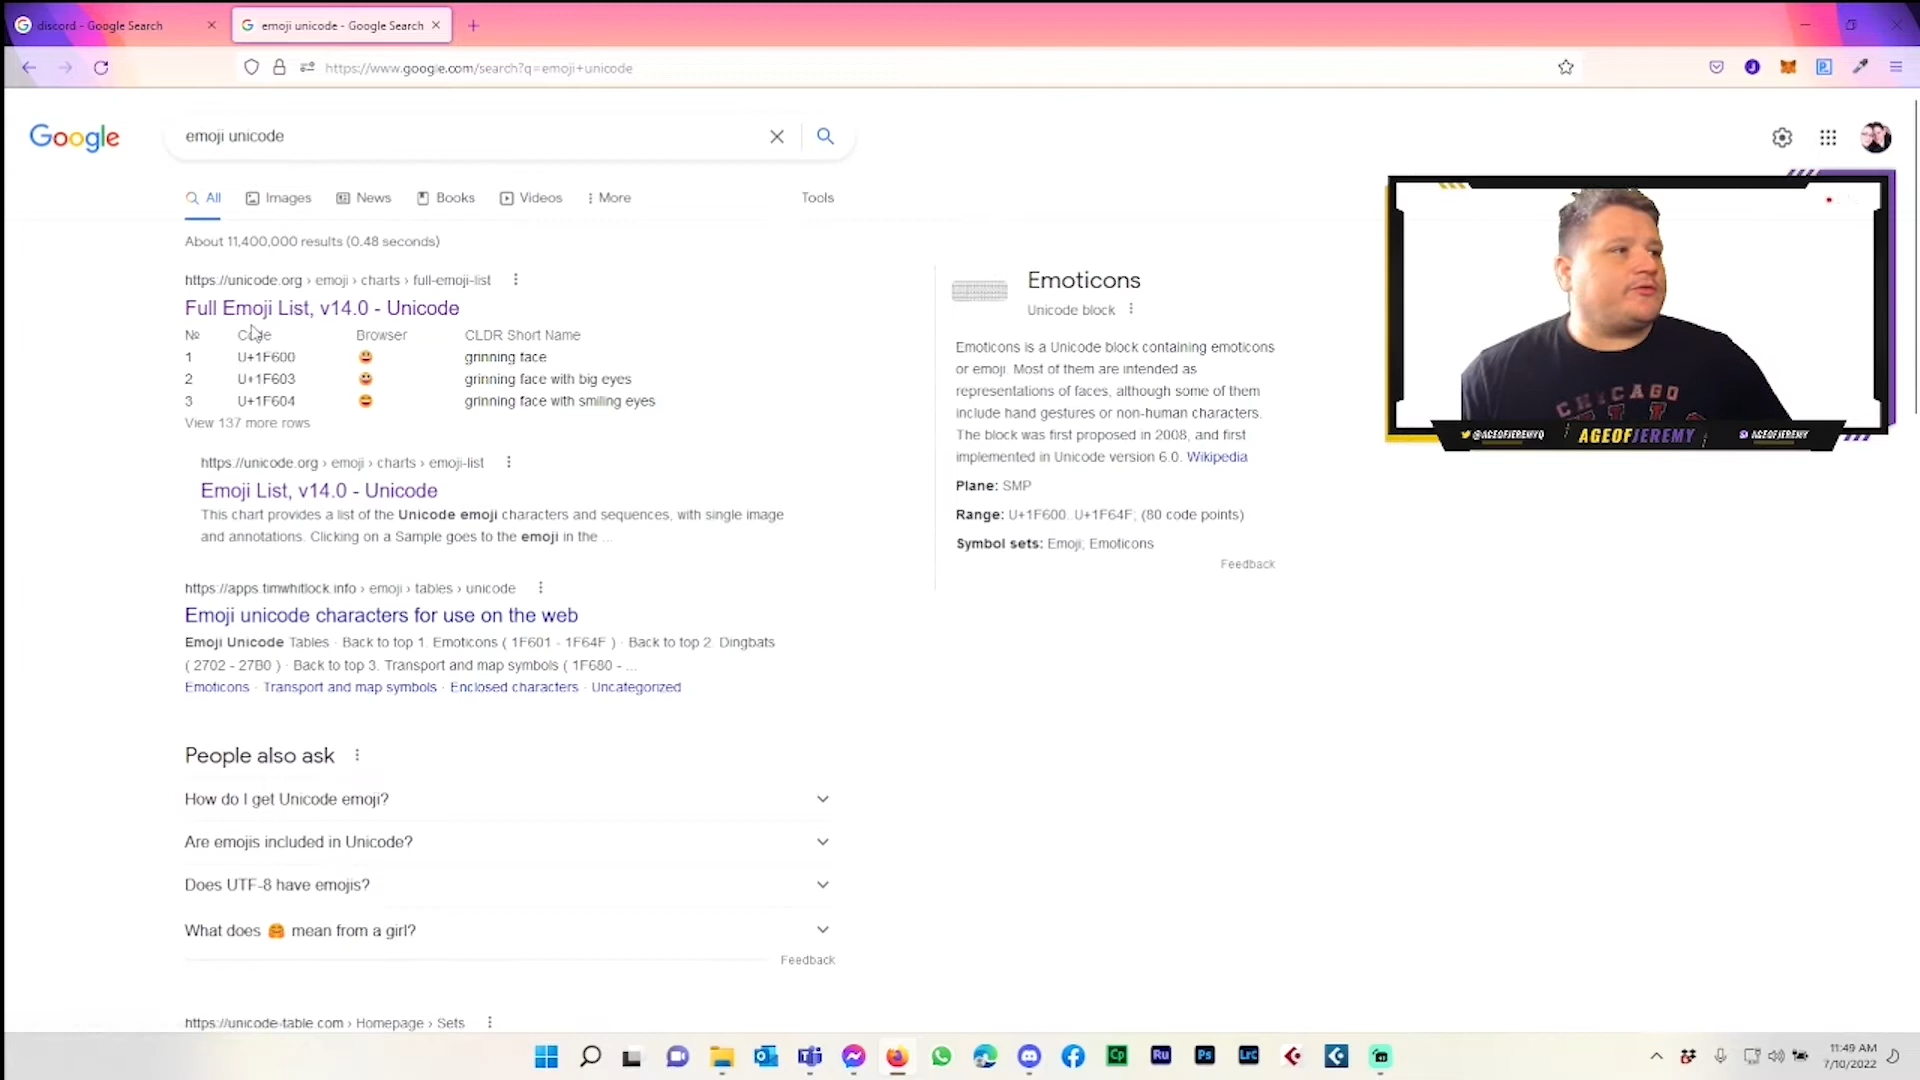 discord - Google Search
emoji unicode - Google Search
https://www.google.com/search?q=emoji+unicode
Google
emoji unicode
All
Images
News
Books
Videos
More
Tools
About 11,400,000 results (0.48 seconds)
https://unicode.org › emoji › charts › full-emoji-list
Full Emoji List, v14.0 - Unicode
№ Code Browser CLDR Short Name
1 U+1F600 😀 grinning face
2 U+1F603 😃 grinning face with big eyes
3 U+1F604 😄 grinning face with smiling eyes
View 137 more rows
https://unicode.org › emoji › charts › emoji-list
Emoji List, v14.0 - Unicode
This chart provides a list of the Unicode emoji characters and sequences, with single image
and annotations. Clicking on a Sample goes to the emoji in the ...
https://apps.timwhitlock.info › emoji › tables › unicode
Emoji unicode characters for use on the web
Emoji Unicode Tables · Back to top 1. Emoticons ( 1F601 - 1F64F ) · Back to top 2. Dingbats
( 2702 - 27B0 ) · Back to top 3. Transport and map symbols ( 1F680 - ...
Emoticons · Transport and map symbols · Enclosed characters · Uncategorized
People also ask
How do I get Unicode emoji?
Are emojis included in Unicode?
Does UTF-8 have emojis?
What does 🤗 mean from a girl?
Feedback
https://unicode-table.com › Homepage › Sets
Emoticons
Unicode block
Emoticons is a Unicode block containing emoticons
or emoji. Most of them are intended as
representations of faces, although some of them
include hand gestures or non-human characters.
The block was first proposed in 2008, and first
implemented in Unicode version 6.0. Wikipedia
Plane: SMP
Range: U+1F600..U+1F64F; (80 code points)
Symbol sets: Emoji; Emoticons
Feedback
CHICAGO
@AGEOFJEREMYQ
AGEOFJEREMY
AGEOFJEREMY
Cp
Ru
Ps
Lrc
11:49 AM
7/10/2022